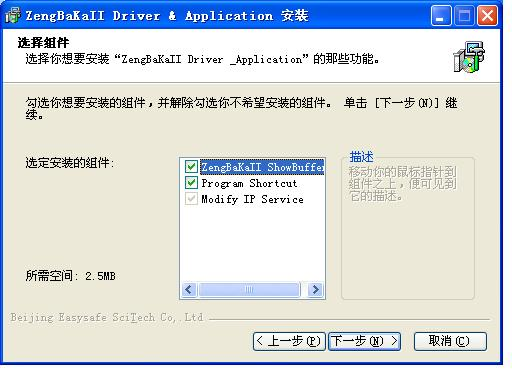 ZengBaKaII Driver & Application 安装
选择组件
选择你想要安装“ZengBaKaII Driver _Application”的那些功能。
勾选你想要安装的组件，并解除勾选你不希望安装的组件。 单击 [下一步(N)] 继
续。
选定安装的组件:
ZengBaKaII ShowBuffer
Program Shortcut
Modify IP Service
描述
移动你的鼠标指针到
组件之上，便可见到
它的描述。
所需空间: 2.5MB
Beijing Easysafe SciTech Co,.Ltd
< 上一步(P)
下一步(N) >
取消(C)